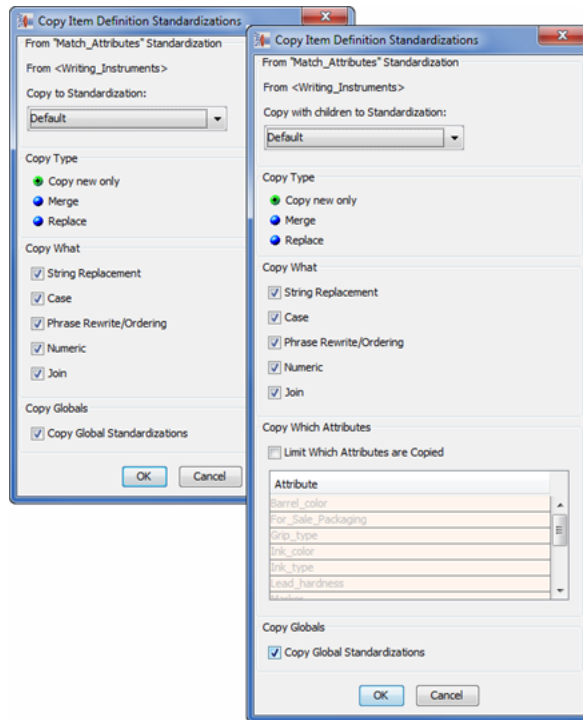 Copy Item Definition Standardizations
From "Match_Attributes" Standardization
From <Writing_Instruments>
Copy to Standardization:
Default
Copy Type
Copy new only
Merge
Replace
Copy What
String Replacement
Case
Phrase Rewrite/Ordering
Numeric
Join
Copy Globals
Copy Global Standardizations
OK
Cancel
Copy Item Definition Standardizations
From "Match_Attributes" Standardization
From <Writing_Instruments>
Copy with children to Standardization:
Default
Copy Type
Copy new only
Merge
Replace
Copy What
String Replacement
Case
Phrase Rewrite/Ordering
Numeric
Join
Copy Which Attributes
Limit Which Attributes are Copied
Attribute
Barrel_color
For_Sale_Packaging
Grip_type
Ink_color
Ink_type
Lead_hardness
Copy Globals
Copy Global Standardizations
OK
Cancel